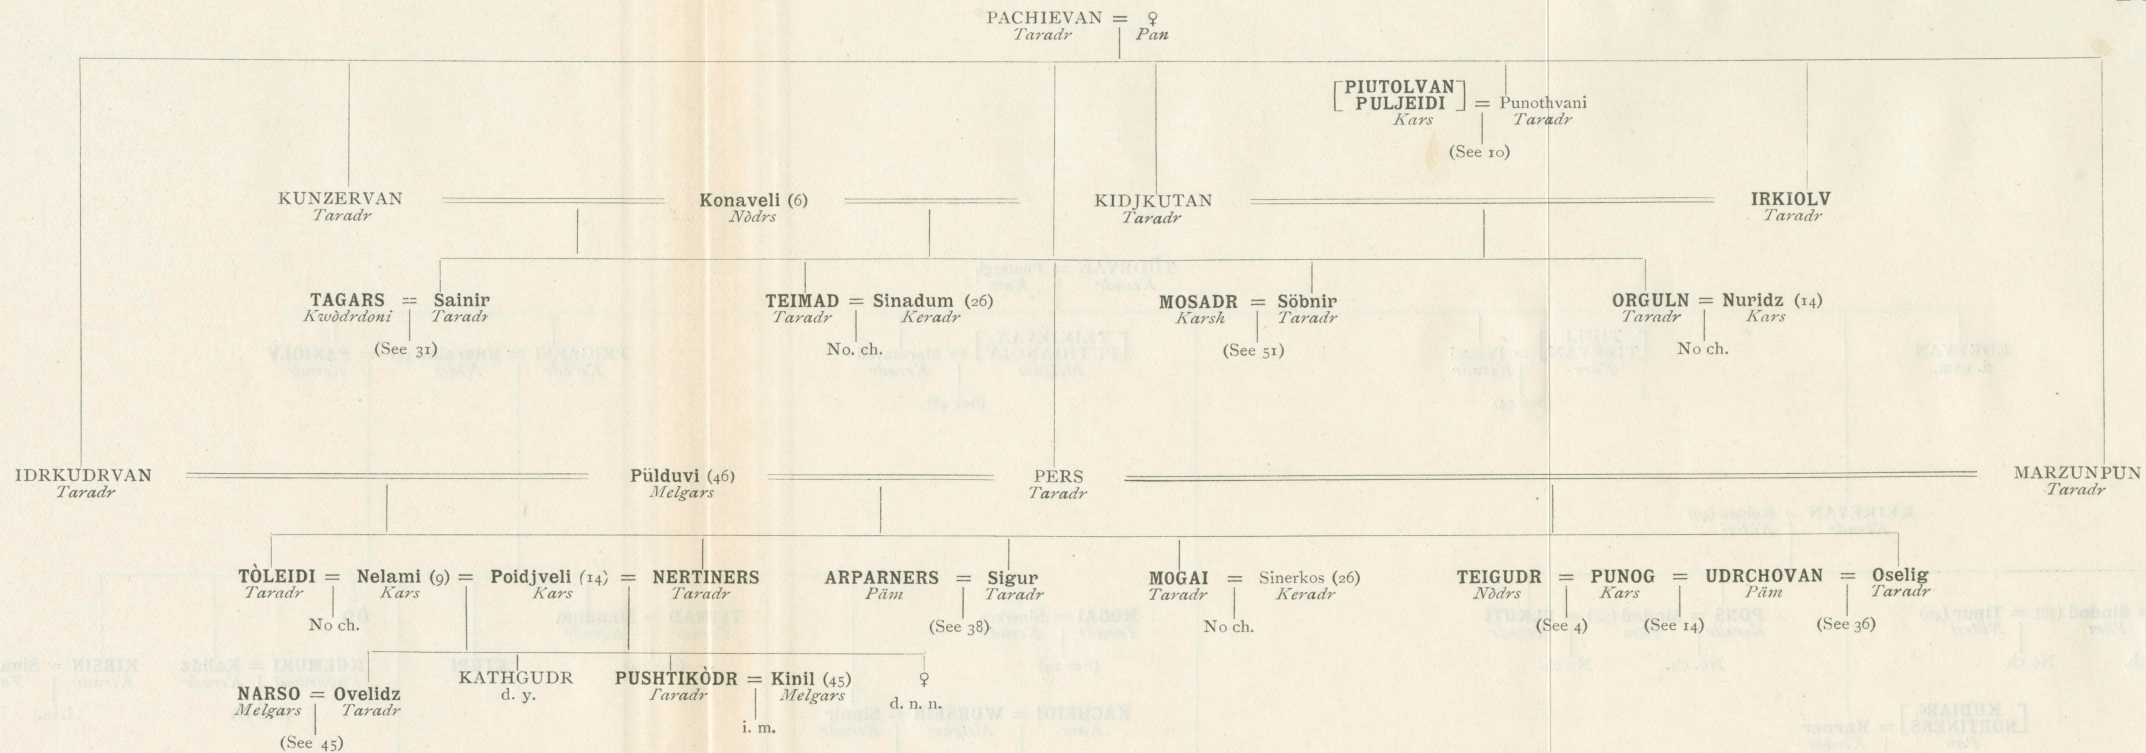 PACHIEVAN = ♀
Taradr Pan
[PIUTOLVAN
PULJEIDI] = Punothvani
Kars Taradr
(See 10)
KUNZERVAN Konaveli (6) KIDJKUTAN IRKIOLV
Taradr Nòdrs Taradr Taradr
TAGARS = Sainir TEIMAD = Sinadum (26) MOSADR = Söbnir ORGULN = Nuridz (14)
Kwòdrdoni Taradr Taradr Keradr Karsh Taradr Taradr Kars
(See 31) No. ch. (See 51) No ch.
IDRKUDRVAN Pülduvi (46) PERS MARZUNPUN
Taradr Melgars Taradr Taradr
TÒLEIDI = Nelami (9) = Poidjveli (14) = NERTINERS ARPARNERS = Sigur MOGAI = Sinerkos (26) TEIGUDR = PUNOG = UDRCHOVAN = Oselig
Taradr Kars Kars Taradr Päm Taradr Taradr Keradr Nòdrs Kars Päm Taradr
No ch. (See 38) No ch. (See 4) (See 14) (See 36)
NARSO = Ovelidz KATHGUDR PUSHTIKÒDR = Kinil (45) ♀
Melgars Taradr d. y. Taradr Melgars d. n. n.
(See 45) i. m.